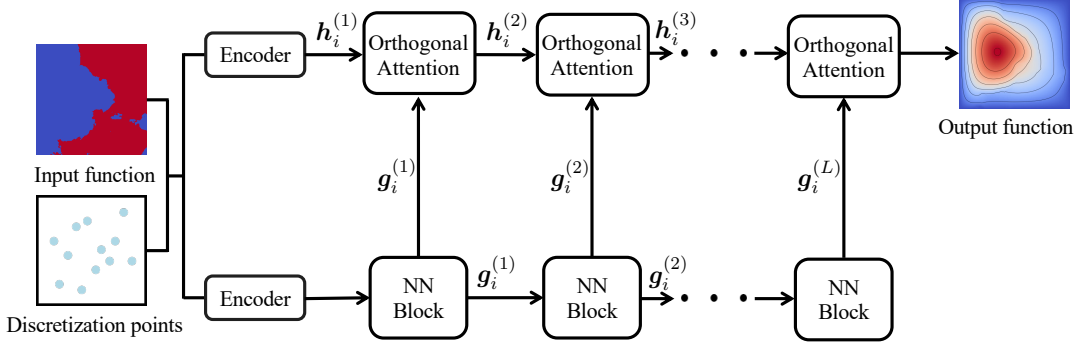 Input function
Discretization points
Encoder
$h_i^{(1)}$
Orthogonal
Attention
$h_i^{(2)}$
Orthogonal
Attention
$h_i^{(3)}$
Orthogonal
Attention
Output function
$g_i^{(1)}$
$g_i^{(2)}$
$g_i^{(L)}$
Encoder
NN
Block
$g_i^{(1)}$
NN
Block
$g_i^{(2)}$
NN
Block